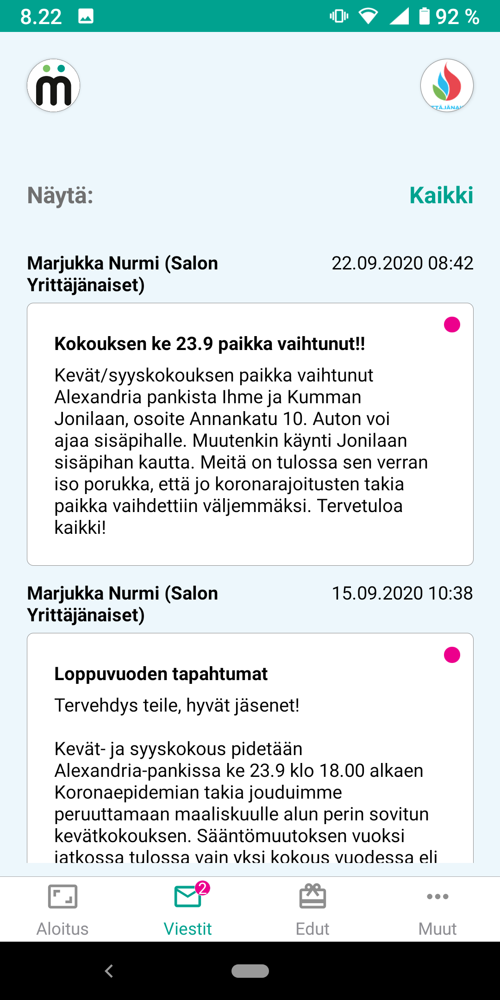 8.22
92 %
TTÄJÄNAI
Näytä:
Kaikki
Marjukka Nurmi (Salon
Yrittäjänaiset)
22.09.2020 08:42
Kokouksen ke 23.9 paikka vaihtunut!!
Kevät/syyskokouksen paikka vaihtunut
Alexandria pankista Ihme ja Kumman
Jonilaan, osoite Annankatu 10. Auton voi
ajaa sisäpihalle. Muutenkin käynti Jonilaan
sisäpihan kautta. Meitä on tulossa sen verran
iso porukka, että jo koronarajoitusten takia
paikka vaihdettiin väljemmäksi. Tervetuloa
kaikki!
Marjukka Nurmi (Salon
Yrittäjänaiset)
15.09.2020 10:38
Loppuvuoden tapahtumat
Tervehdys teile, hyvät jäsenet!
Kevät- ja syyskokous pidetään
Alexandria-pankissa ke 23.9 klo 18.00 alkaen
Koronaepidemian takia jouduimme
peruuttamaan maaliskuulle alun perin sovitun
kevätkokouksen. Sääntömuutoksen vuoksi
jatkossa tulossa vain yksi kokous vuodessa eli
2
Aloitus
Viestit
Edut
Muut